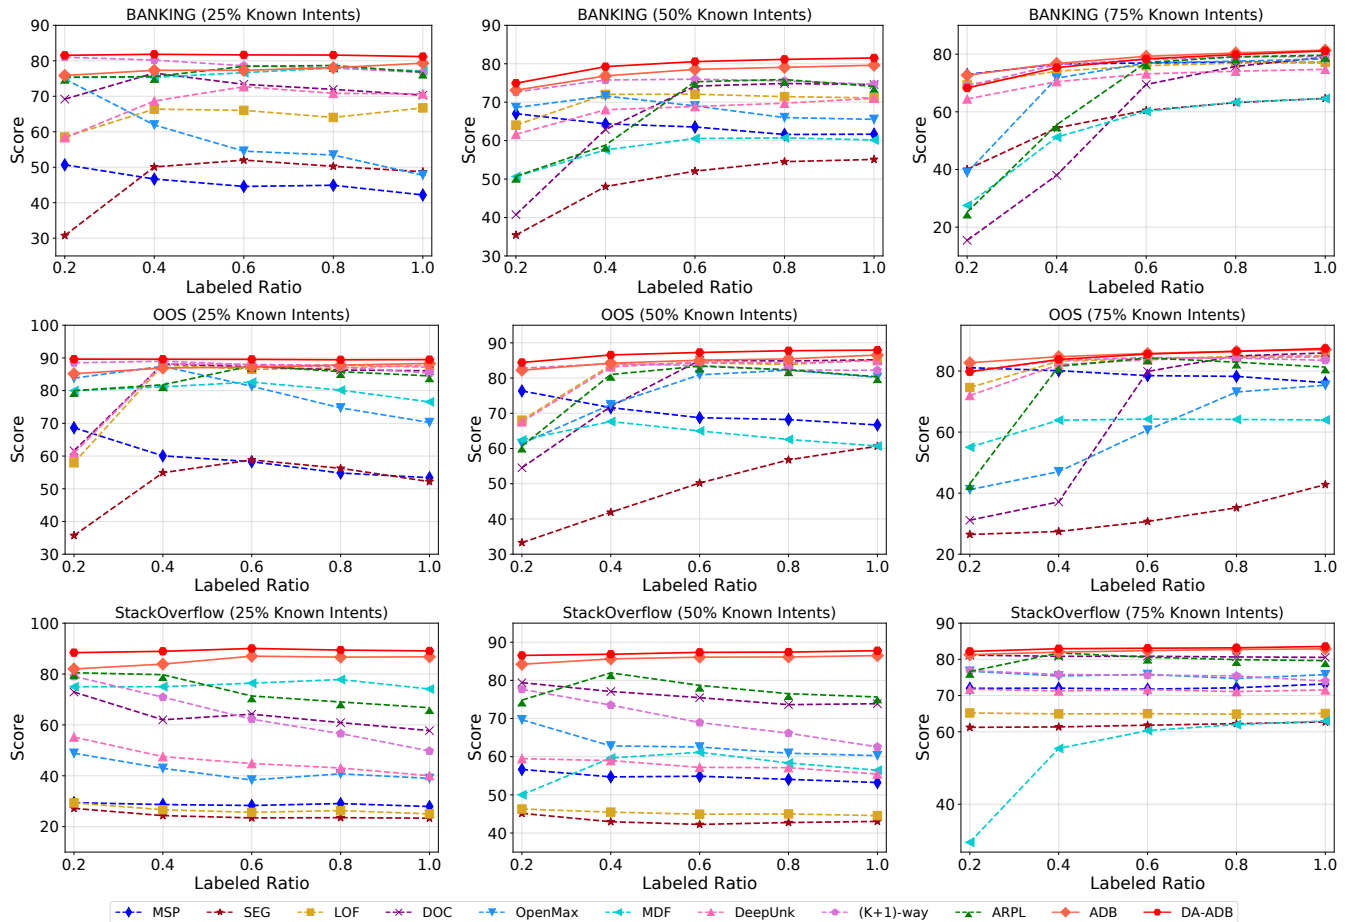 BANKING (25% Known Intents)
90
80
70
60
50
40
30
Score
0.2 0.4 0.6 0.8 1.0
Labeled Ratio
BANKING (50% Known Intents)
90
80
70
60
50
40
30
Score
0.2 0.4 0.6 0.8 1.0
Labeled Ratio
BANKING (75% Known Intents)
80
60
40
20
Score
0.2 0.4 0.6 0.8 1.0
Labeled Ratio
OOS (25% Known Intents)
100
90
80
70
60
50
40
30
Score
0.2 0.4 0.6 0.8 1.0
Labeled Ratio
OOS (50% Known Intents)
90
80
70
60
50
40
30
Score
0.2 0.4 0.6 0.8 1.0
Labeled Ratio
OOS (75% Known Intents)
80
60
40
20
Score
0.2 0.4 0.6 0.8 1.0
Labeled Ratio
StackOverflow (25% Known Intents)
100
80
60
40
20
Score
0.2 0.4 0.6 0.8 1.0
Labeled Ratio
StackOverflow (50% Known Intents)
90
80
70
60
50
40
Score
0.2 0.4 0.6 0.8 1.0
Labeled Ratio
StackOverflow (75% Known Intents)
90
80
70
60
40
Score
0.2 0.4 0.6 0.8 1.0
Labeled Ratio
MSP SEG LOF DOC OpenMax MDF DeepUnk (K+1)-way ARPL ADB DA-ADB